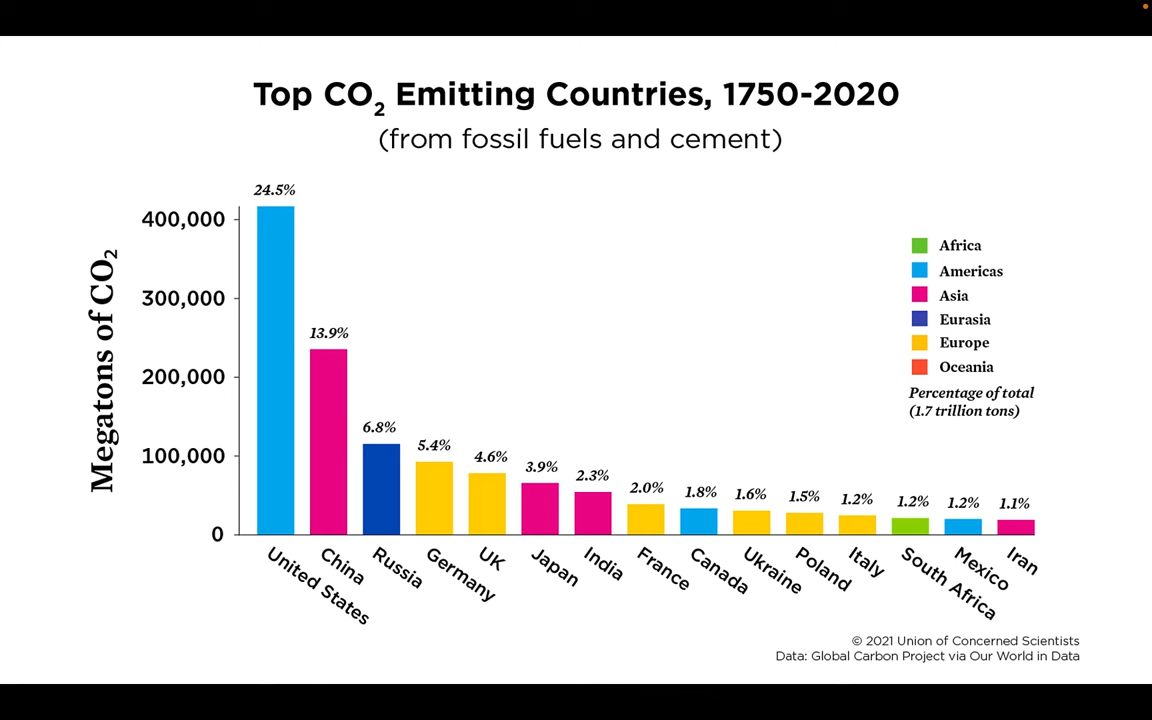 Top CO₂ Emitting Countries, 1750-2020
(from fossil fuels and cement)
Megatons of CO₂
400,000
300,000
200,000
100,000
0
24.5%
13.9%
6.8%
5.4%
4.6%
3.9%
2.3%
2.0%
1.8%
1.6%
1.5%
1.2%
1.2%
1.2%
1.1%
United States
China
Russia
Germany
UK
Japan
India
France
Canada
Ukraine
Poland
Italy
South Africa
Mexico
Iran
Africa
Americas
Asia
Eurasia
Europe
Oceania
Percentage of total
(1.7 trillion tons)
© 2021 Union of Concerned Scientists
Data: Global Carbon Project via Our World in Data